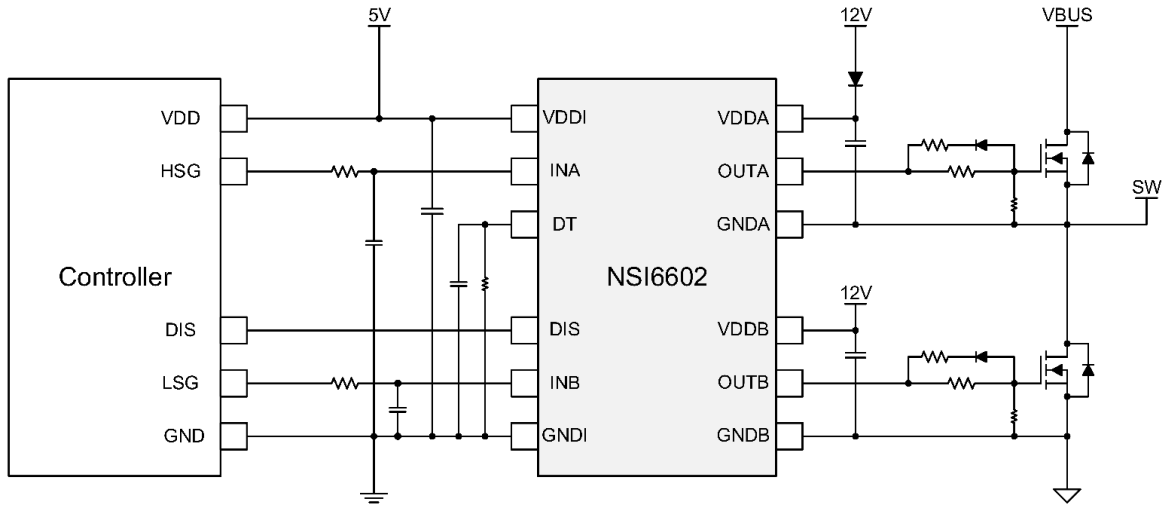 5V
12V
VBUS
VDD
VDDI
VDDA
HSG
INA
OUTA
SW
DT
GNDA
Controller
NSI6602
12V
DIS
DIS
VDDB
LSG
INB
OUTB
GND
GNDI
GNDB